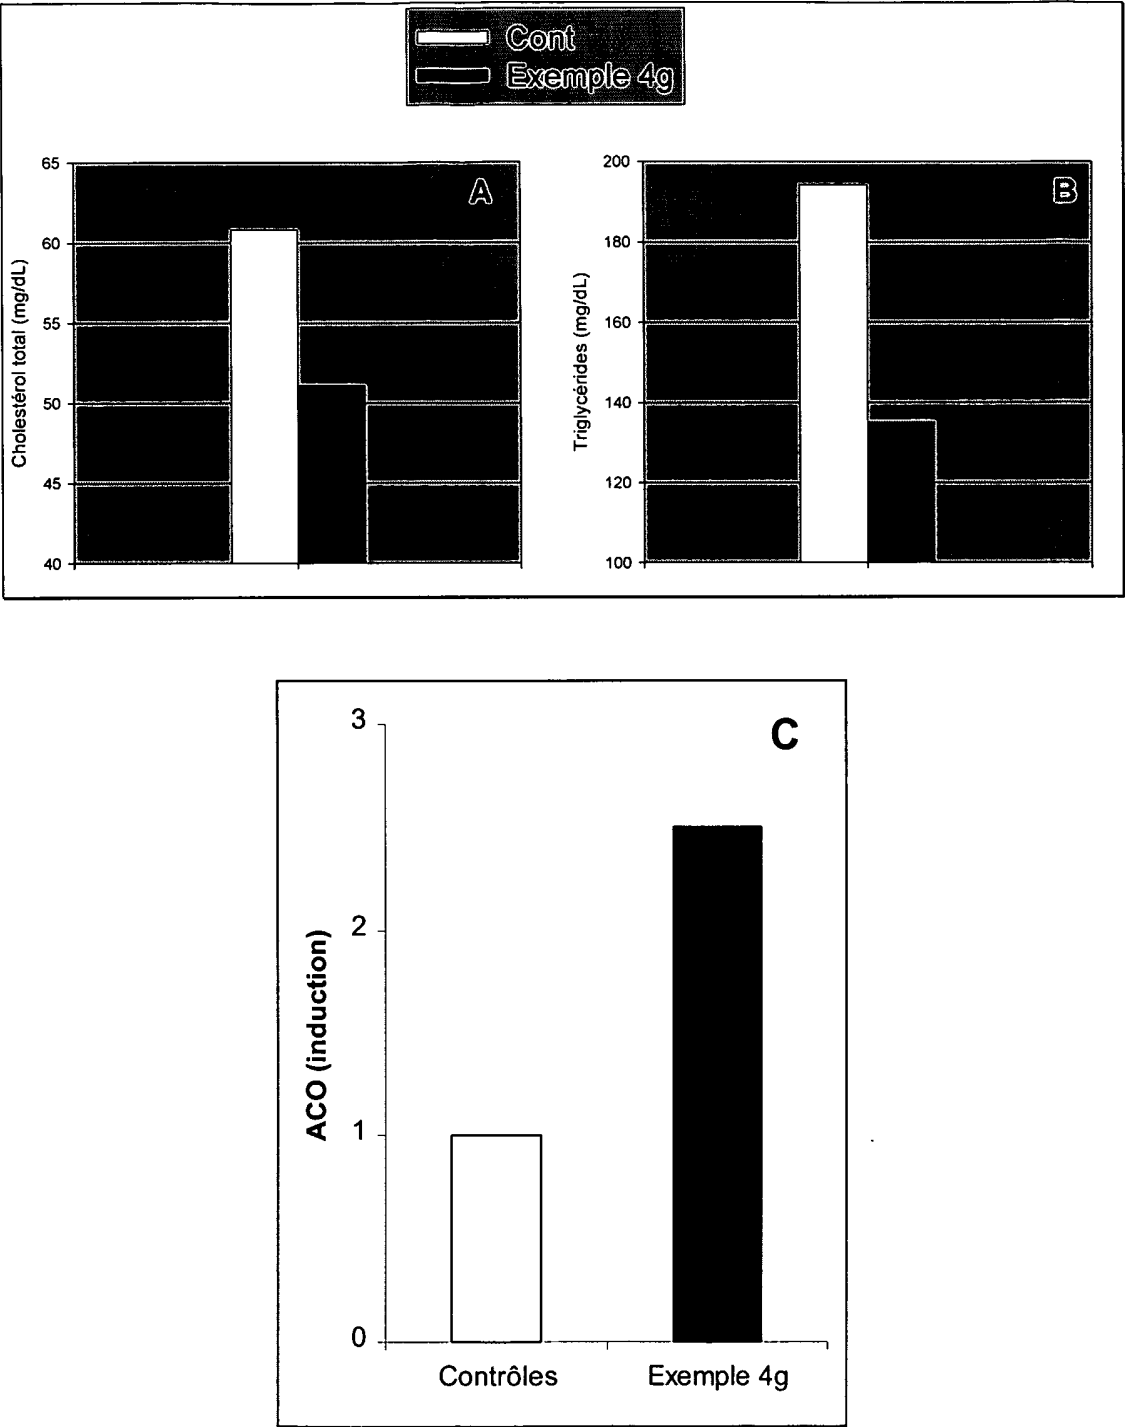 Cont
Exemple 4g
A
65
60
55
50
45
40
Cholestérol total (mg/dL)
B
200
180
160
140
120
100
Triglycérides (mg/dL)
C
3
2
1
0
ACO (induction)
Contrôles
Exemple 4g